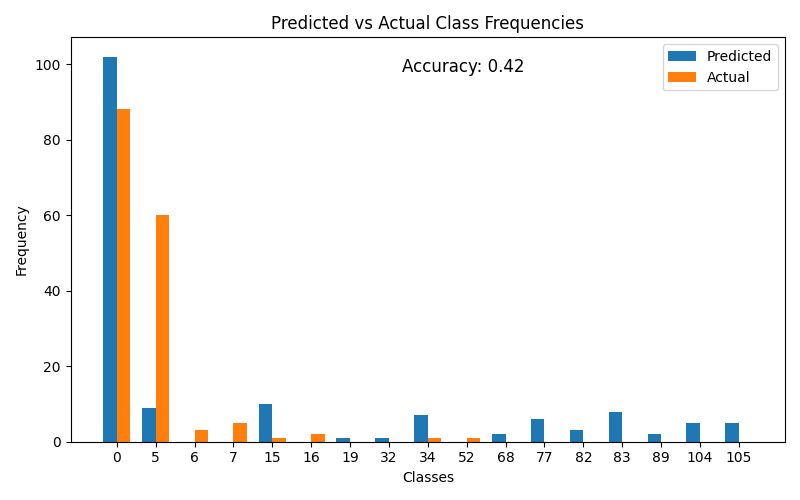 Predicted vs Actual Class Frequencies
Accuracy: 0.42
Predicted
Actual
Frequency
100
80
60
40
20
0
0 5 6 7 15 16 19 32 34 52 68 77 82 83 89 104 105
Classes